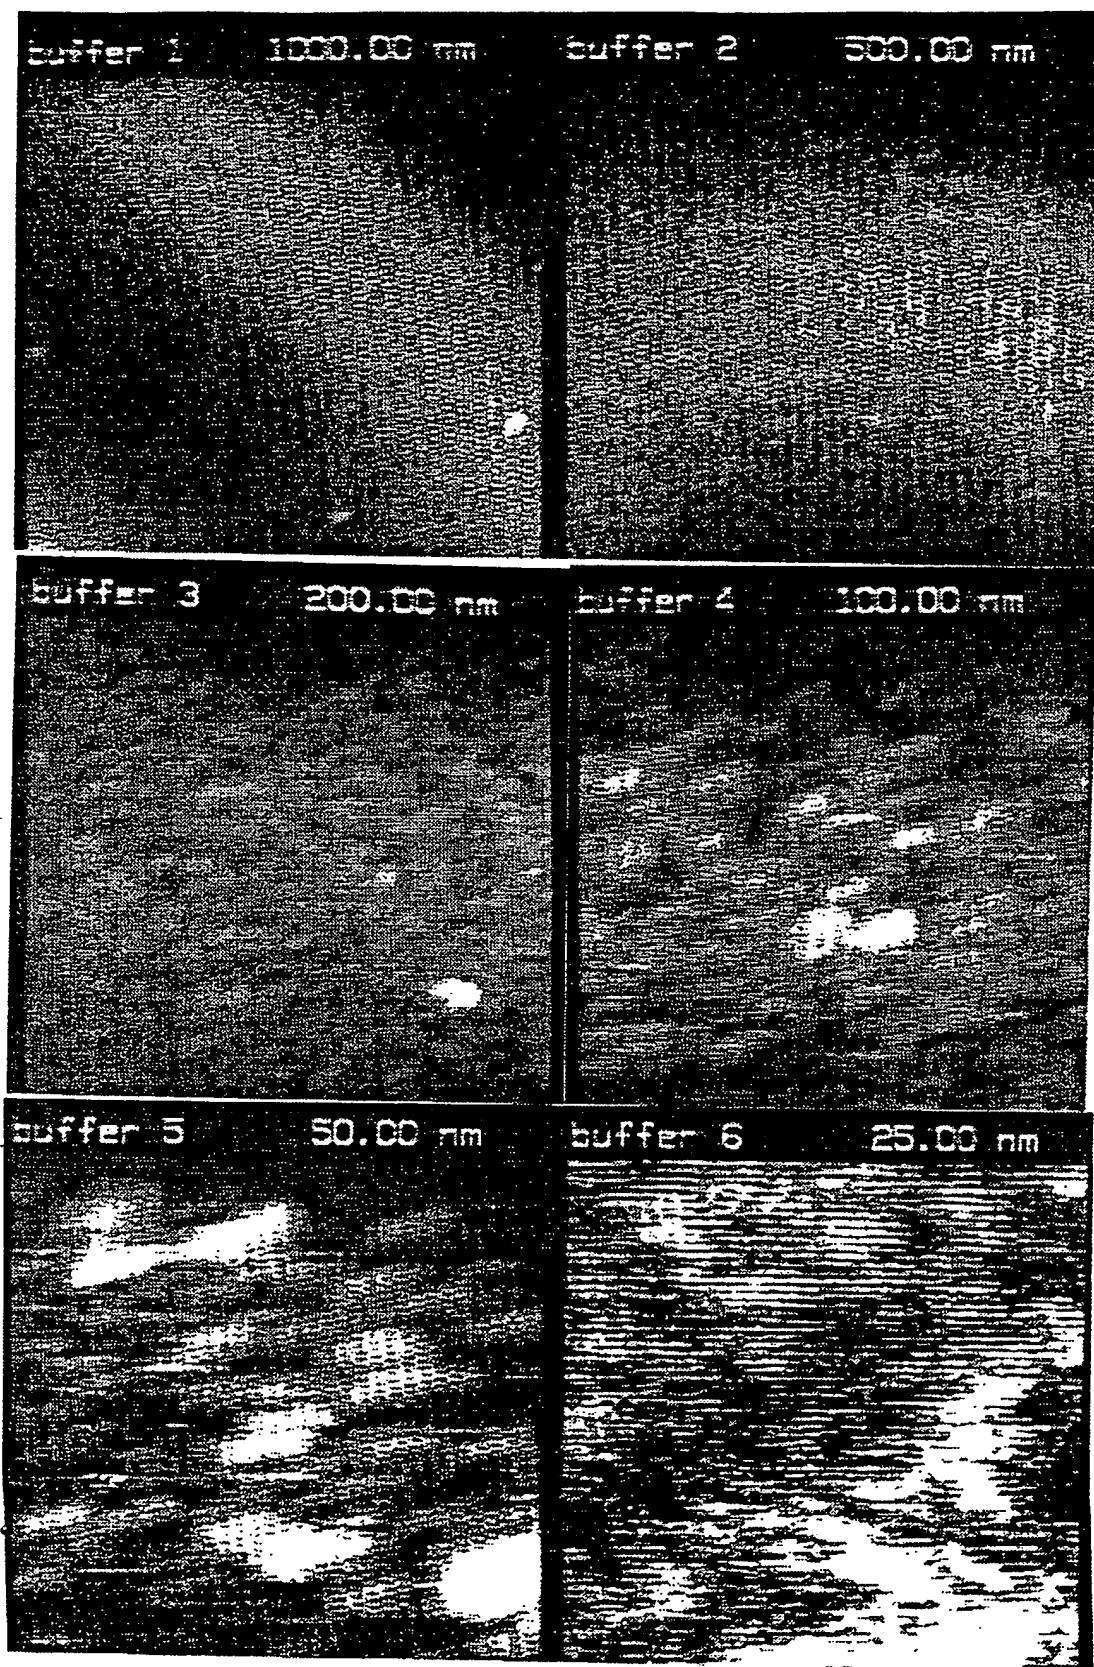 buffer 1 1000.00 nm
buffer 2 500.00 nm
buffer 3 200.00 nm
buffer 4 100.00 nm
buffer 5 50.00 nm
buffer 6 25.00 nm